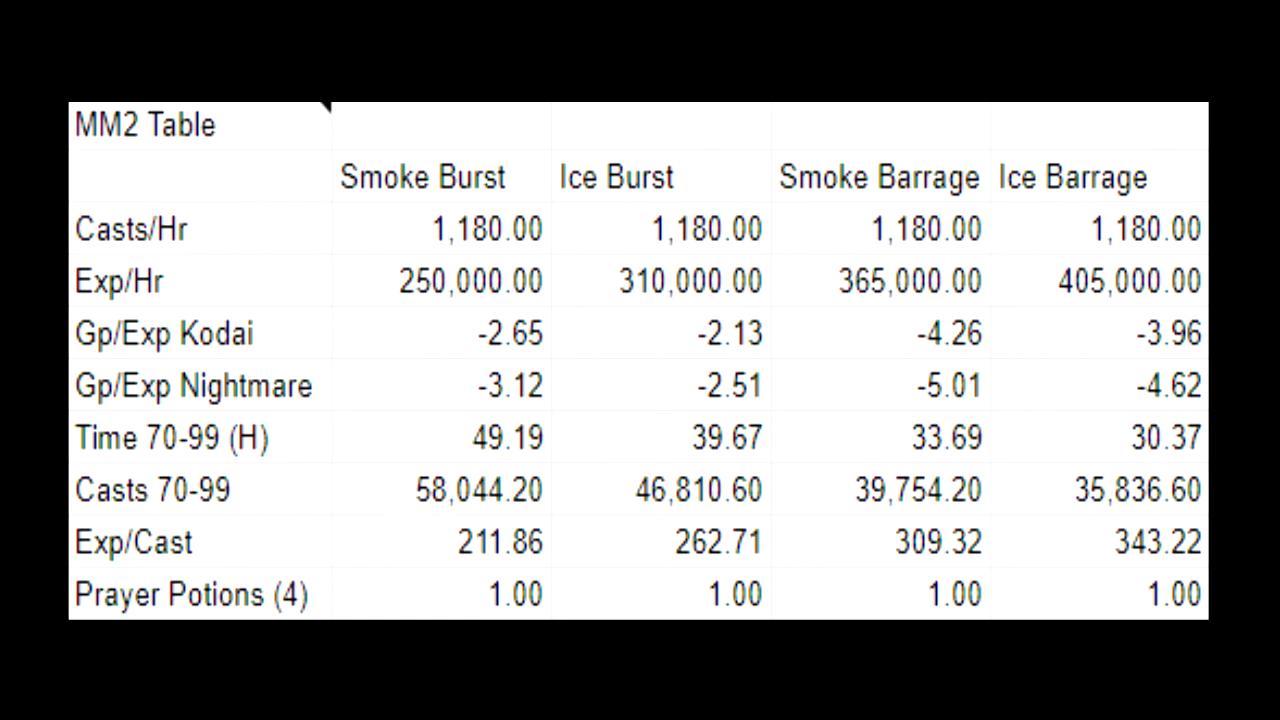 MM2 Table
Smoke Burst Ice Burst Smoke Barrage Ice Barrage
Casts/Hr 1,180.00 1,180.00 1,180.00 1,180.00
Exp/Hr 250,000.00 310,000.00 365,000.00 405,000.00
Gp/Exp Kodai -2.65 -2.13 -4.26 -3.96
Gp/Exp Nightmare -3.12 -2.51 -5.01 -4.62
Time 70-99 (H) 49.19 39.67 33.69 30.37
Casts 70-99 58,044.20 46,810.60 39,754.20 35,836.60
Exp/Cast 211.86 262.71 309.32 343.22
Prayer Potions (4) 1.00 1.00 1.00 1.00